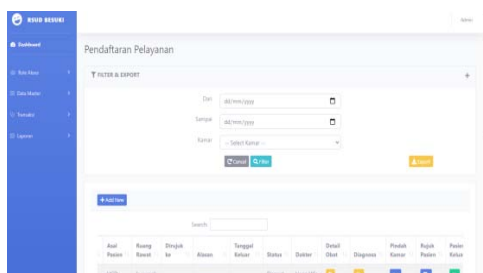 RSUD BESUKI
Admin
Dashboard
Pendaftaran Pelayanan
Data Master
Transaksi
Laporan
FILTER & EXPORT
Dari dd/mm/yyyy
Sampai dd/mm/yyyy
Kamar -- Select Kamar --
Cancel Filter Export
+ Add New
Search:
Asal Pasien Ruang Rawat Dirujuk ke Alasan Tanggal Keluar Status Dokter Detail Obat Diagnosa Pindah Kamar Rujuk Pasien Pasien Keluar